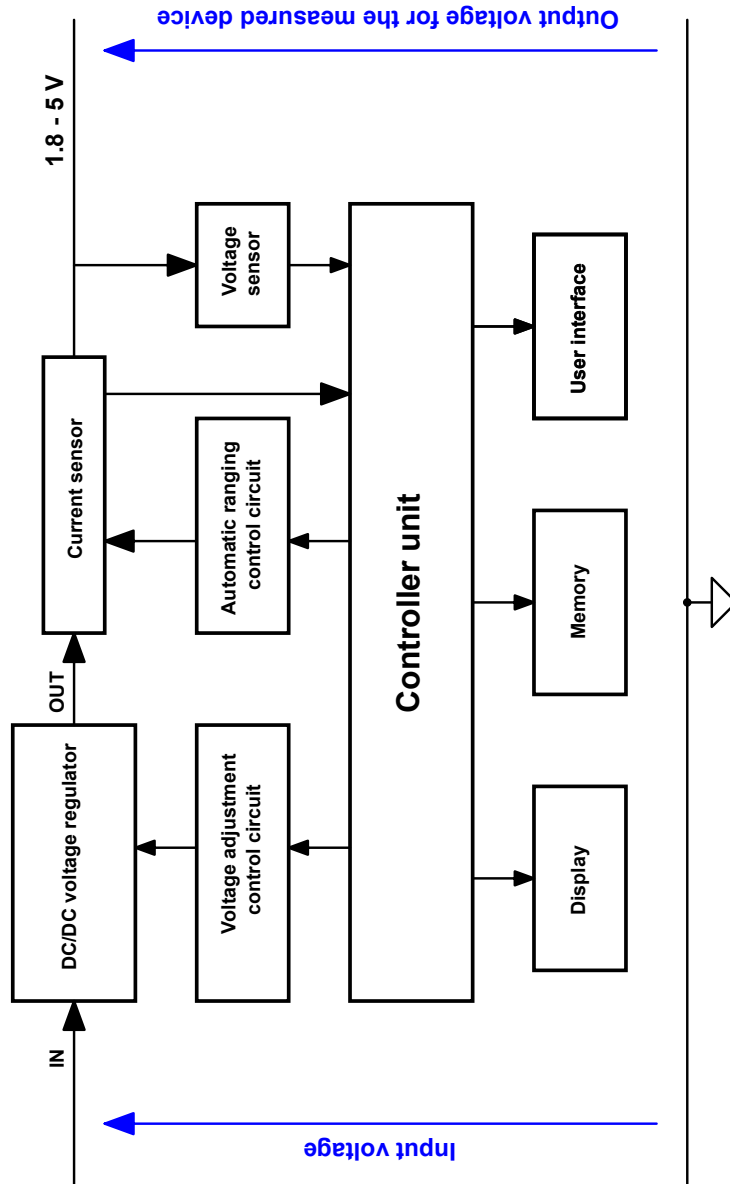 Input voltage
IN
DC/DC voltage regulator
OUT
Current sensor
1.8 - 5 V
Output voltage for the measured device
Voltage adjustment
control circuit
Automatic ranging
control circuit
Voltage
sensor
Controller unit
Display
Memory
User interface